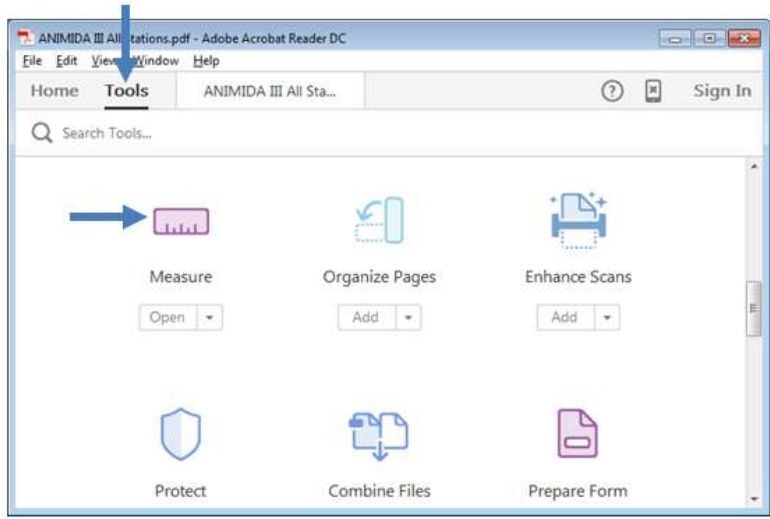 ANIMIDA III All Stations.pdf - Adobe Acrobat Reader DC
File Edit View Window Help
Home Tools ANIMIDA III All Sta... Sign In
Search Tools...
Measure Organize Pages Enhance Scans
Open Add Add
Protect Combine Files Prepare Form